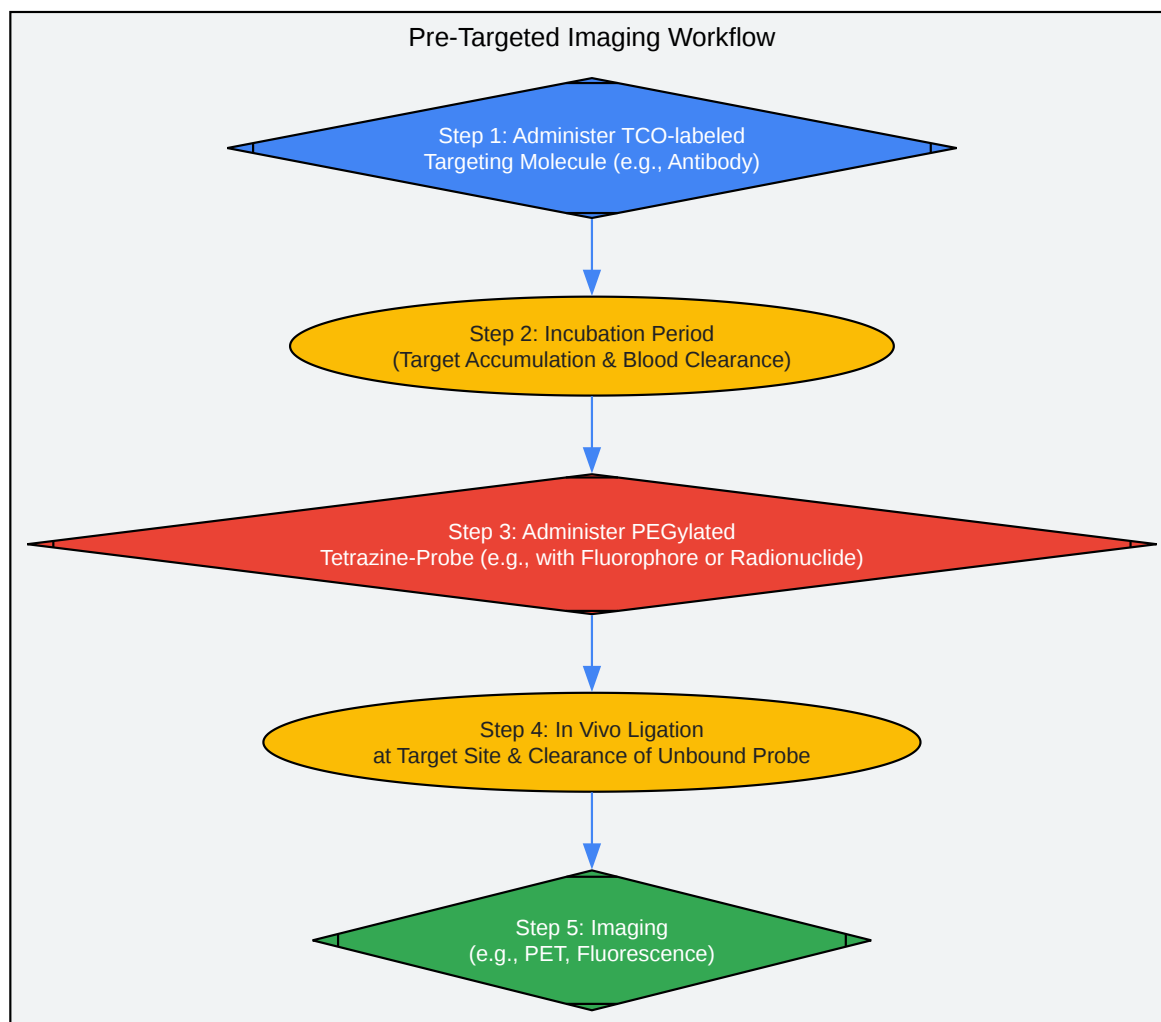 Pre-Targeted Imaging Workflow
Step 1: Administer TCO-labeled
Targeting Molecule (e.g., Antibody)
Step 2: Incubation Period
(Target Accumulation & Blood Clearance)
Step 3: Administer PEGylated
Tetrazine-Probe (e.g., with Fluorophore or Radionuclide)
Step 4: In Vivo Ligation
at Target Site & Clearance of Unbound Probe
Step 5: Imaging
(e.g., PET, Fluorescence)